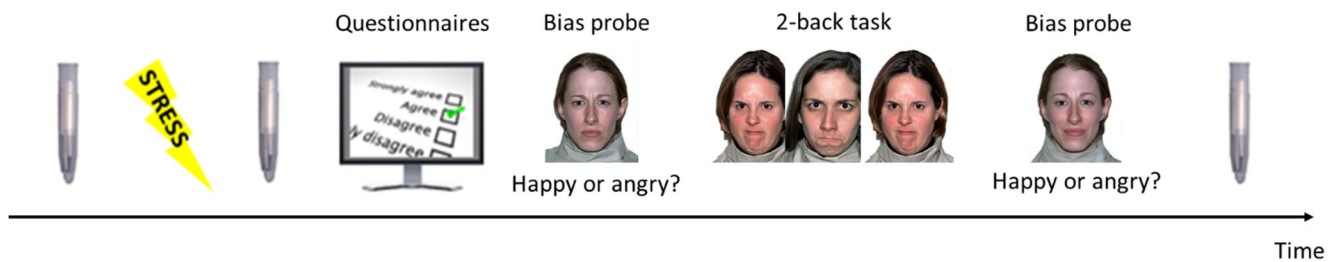 Questionnaires
Bias probe
2-back task
Bias probe
STRESS
Strongly agree
Agree
Disagree
ly disagree
Happy or angry?
Happy or angry?
Time